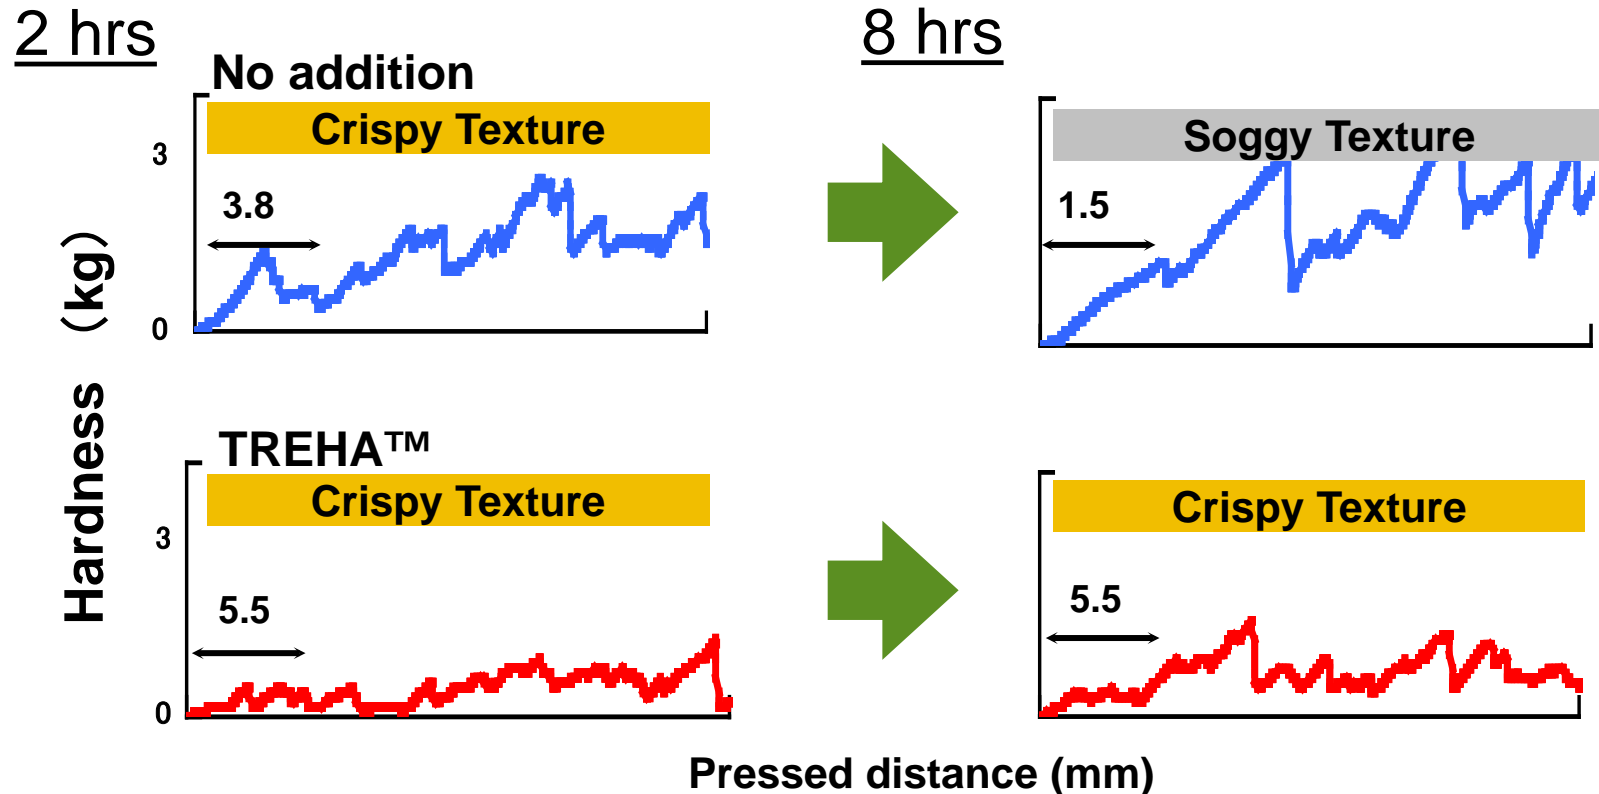 2 hrs
8 hrs
No addition
Crispy Texture
Soggy Texture
3
3.8
1.5
0
Hardness （kg）
TREHA™
Crispy Texture
Crispy Texture
3
5.5
5.5
0
Pressed distance (mm)